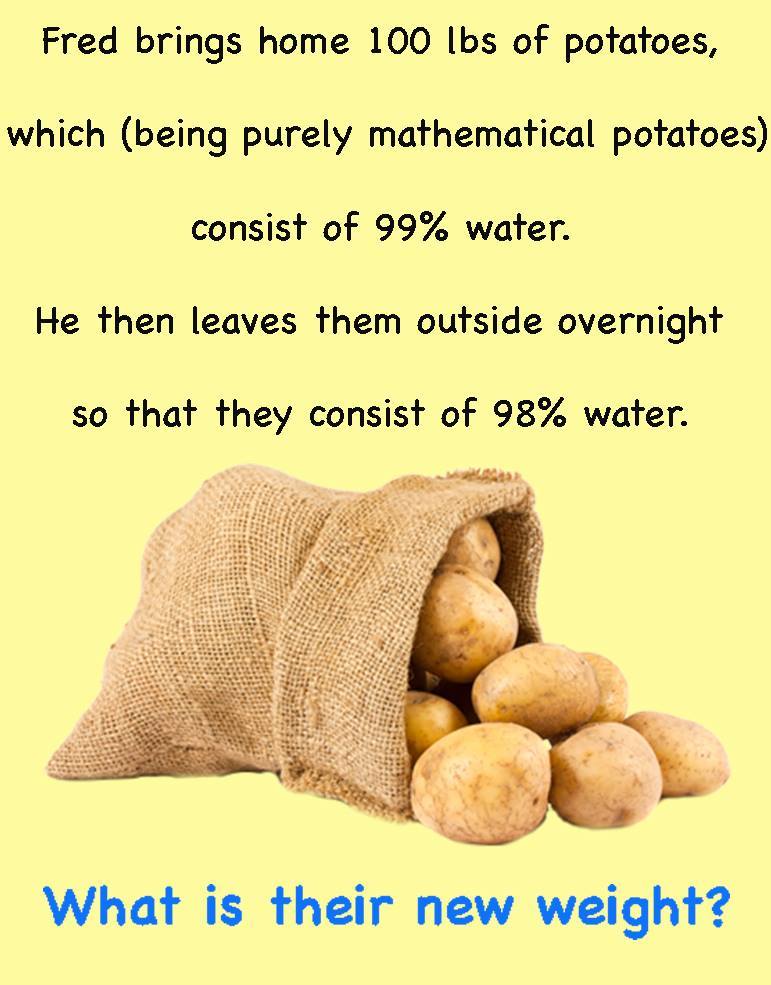 Fred brings home 100 lbs of potatoes,
which (being purely mathematical potatoes)
consist of 99% water.
He then leaves them outside overnight
so that they consist of 98% water.
What is their new weight?